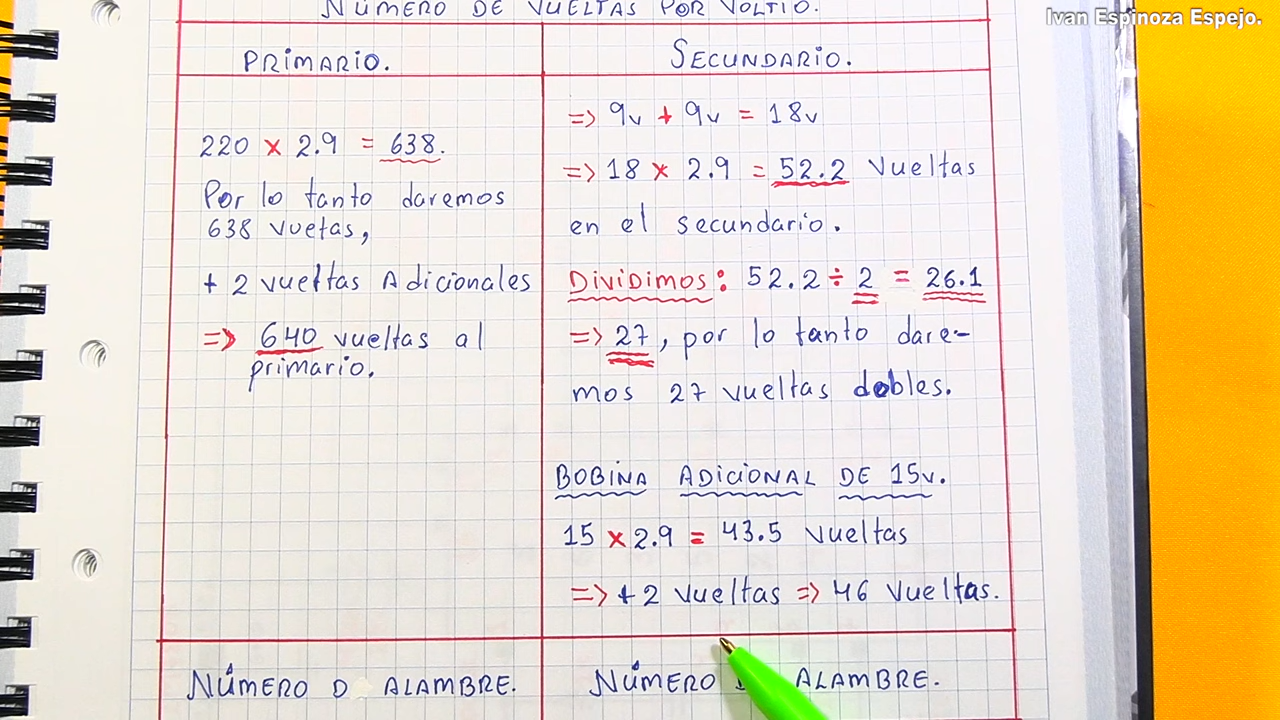 NÚMERO DE VUELTAS POR VOLTIO.
Ivan Espinoza Espejo.
PRIMARIO.
220 x 2.9 = 638.
Por lo tanto daremos
638 vuetas,
+ 2 vueltas Adicionales
=> 640 vueltas al
primario.
SECUNDARIO.
=> 9v + 9v = 18v
=> 18 x 2.9 = 52.2 Vueltas
en el secundario.
DIVIDIMOS: 52.2 ÷ 2 = 26.1
=> 27, por lo tanto dare-
mos 27 vueltas dobles.
BOBINA ADICIONAL DE 15v.
15 x 2.9 = 43.5 Vueltas
=> + 2 Vueltas => 46 Vueltas.
NÚMERO D ALAMBRE.
NÚMERO ALAMBRE.